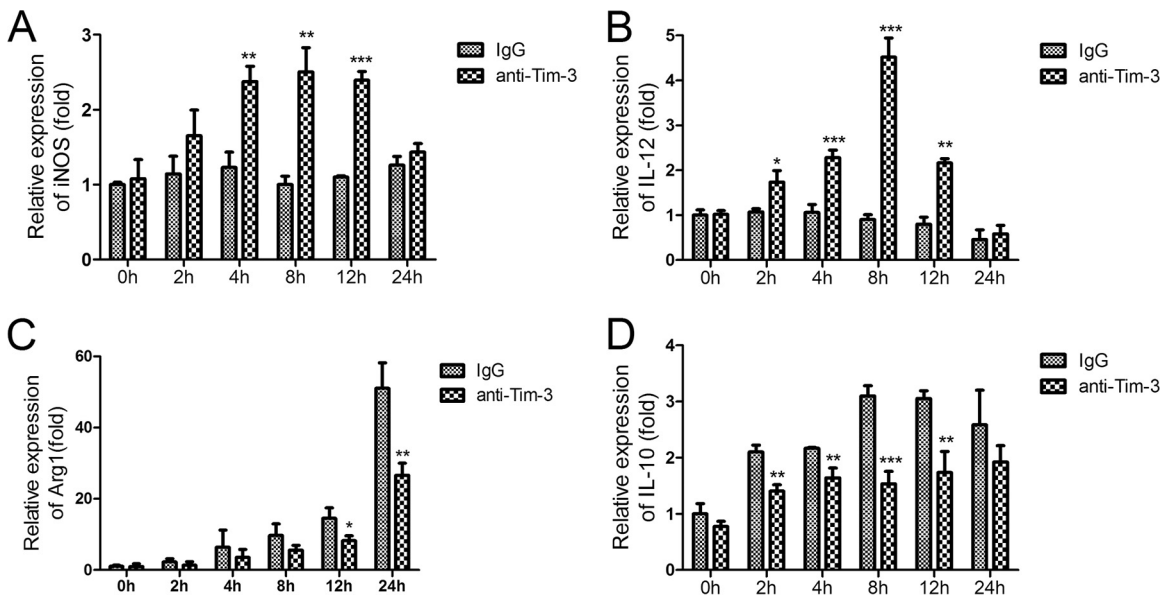 A
Relative expression
of iNOS (fold)
3
2
1
0
** ** ***
0h 2h 4h 8h 12h 24h
IgG
anti-Tim-3
B
Relative expression
of IL-12 (fold)
5
4
3
2
1
0
* *** *** **
0h 2h 4h 8h 12h 24h
IgG
anti-Tim-3
C
Relative expression
of Arg1(fold)
60
40
20
0
* **
0h 2h 4h 8h 12h 24h
IgG
anti-Tim-3
D
Relative expression
of IL-10 (fold)
4
3
2
1
0
** ** *** **
0h 2h 4h 8h 12h 24h
IgG
anti-Tim-3